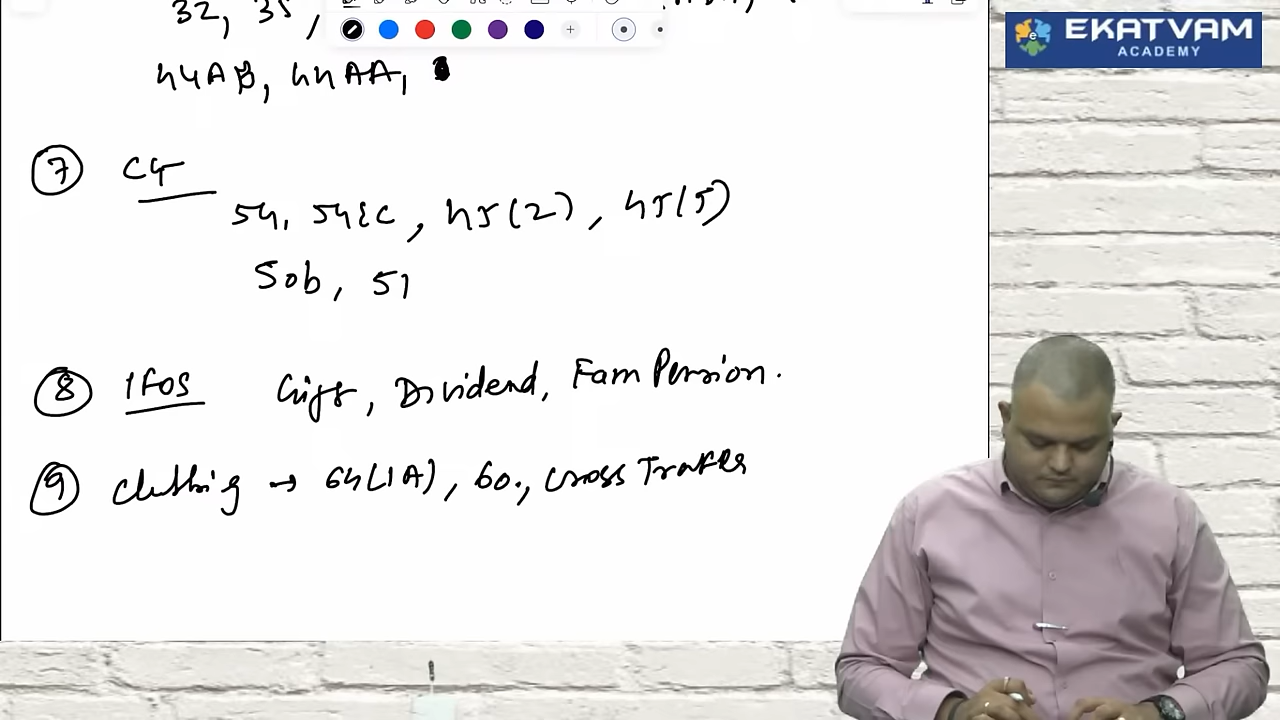 32, 35,
EKATVAM
ACADEMY
44AB, 44AA,
7 CG
54, 54EC, 45(2), 45(5)
50b, 51
8 IFOS Gift, Dividend, Fam Pension.
9 Clubbing → 64(1A), 60., Cross Transfer